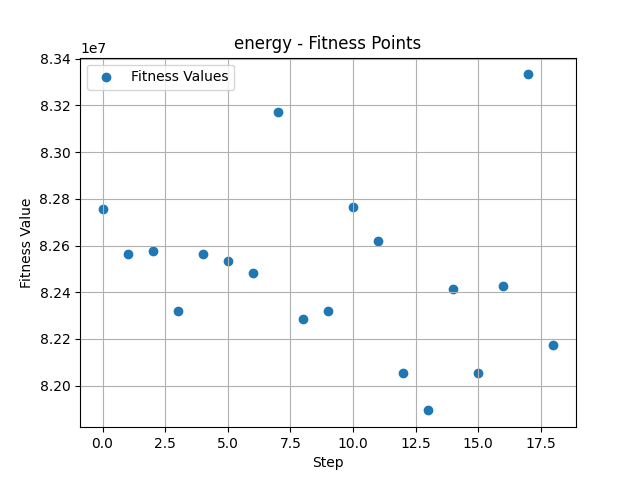 energy - Fitness Points
1e7
Fitness Values
8.34
8.32
8.30
8.28
8.26
8.24
8.22
8.20
Fitness Value
0.0 2.5 5.0 7.5 10.0 12.5 15.0 17.5
Step